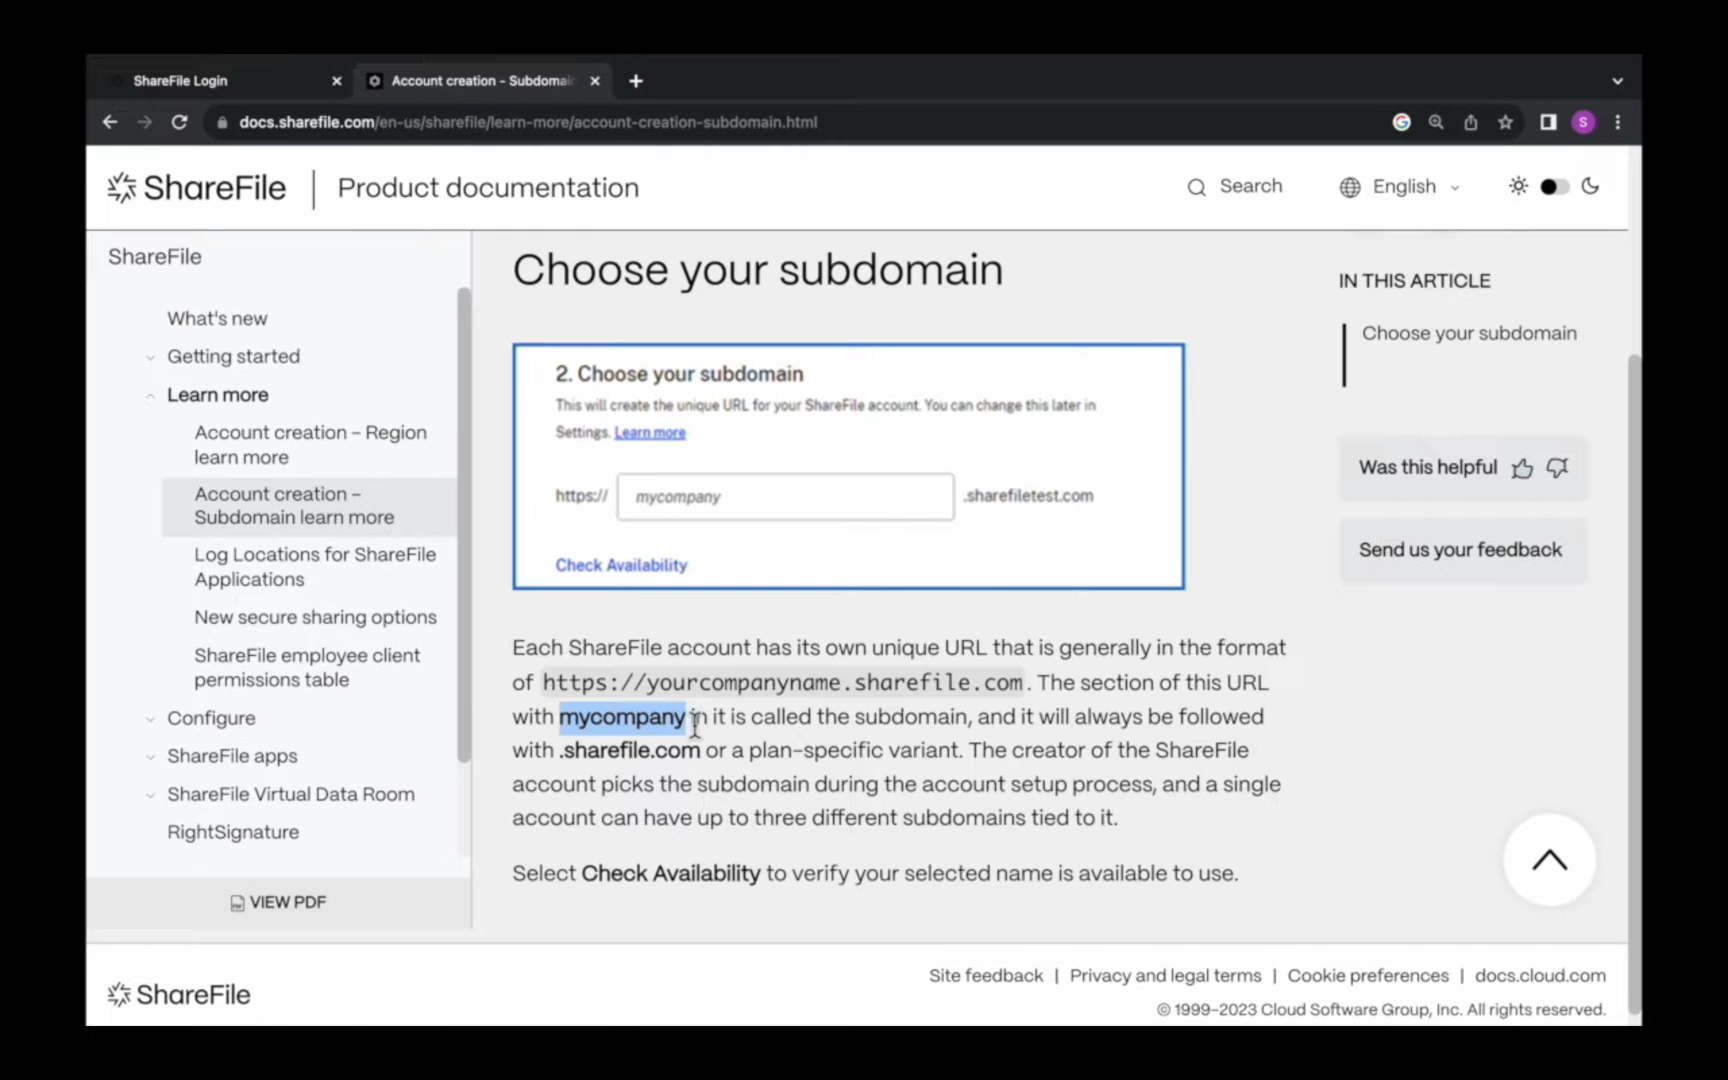 ShareFile Login
Account creation - Subdomain
docs.sharefile.com/en-us/sharefile/learn-more/account-creation-subdomain.html
S
ShareFile
Product documentation
Search
English
ShareFile
What's new
Getting started
Learn more
Account creation – Region
learn more
Account creation –
Subdomain learn more
Log Locations for ShareFile
Applications
New secure sharing options
ShareFile employee client
permissions table
Configure
ShareFile apps
ShareFile Virtual Data Room
RightSignature
VIEW PDF
Choose your subdomain
2. Choose your subdomain
This will create the unique URL for your ShareFile account. You can change this later in
Settings. Learn more
https:// mycompany .sharefiletest.com
Check Availability
Each ShareFile account has its own unique URL that is generally in the format
of https://yourcompanyname.sharefile.com. The section of this URL
with mycompany in it is called the subdomain, and it will always be followed
with .sharefile.com or a plan-specific variant. The creator of the ShareFile
account picks the subdomain during the account setup process, and a single
account can have up to three different subdomains tied to it.
Select Check Availability to verify your selected name is available to use.
IN THIS ARTICLE
Choose your subdomain
Was this helpful
Send us your feedback
ShareFile
Site feedback | Privacy and legal terms | Cookie preferences | docs.cloud.com
© 1999–2023 Cloud Software Group, Inc. All rights reserved.